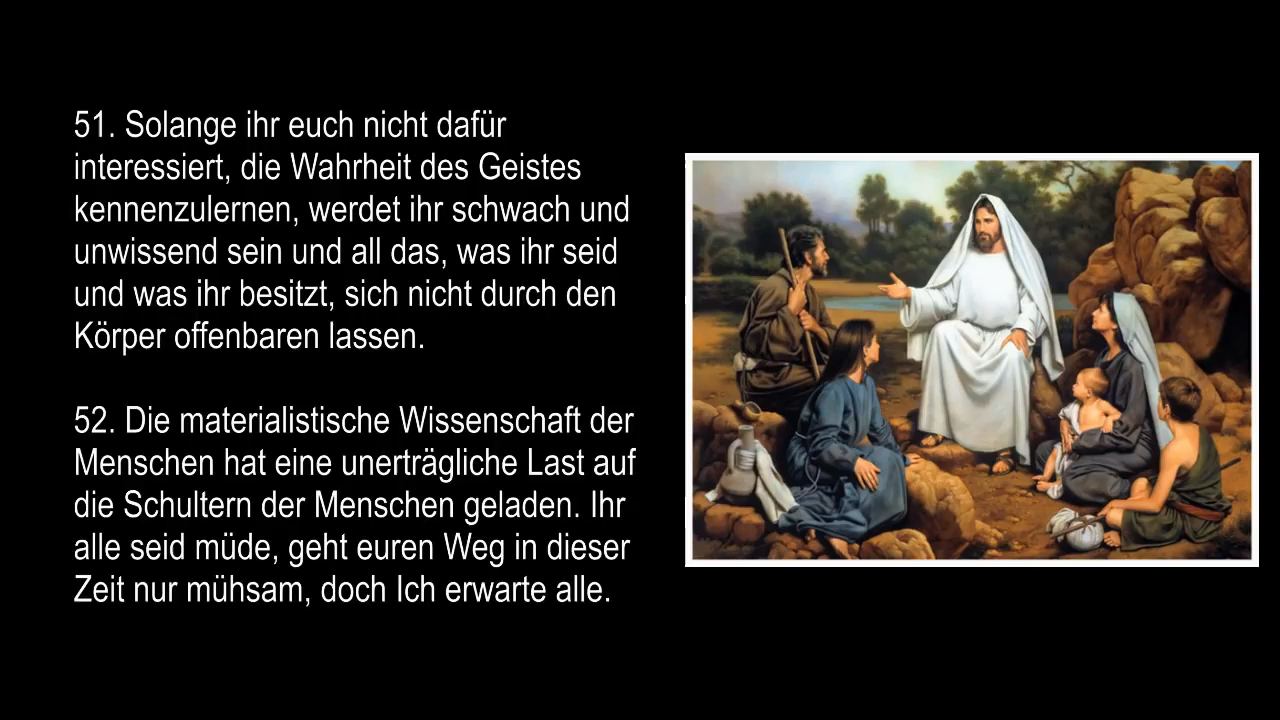 51. Solange ihr euch nicht dafür
interessiert, die Wahrheit des Geistes
kennenzulernen, werdet ihr schwach und
unwissend sein und all das, was ihr seid
und was ihr besitzt, sich nicht durch den
Körper offenbaren lassen.
52. Die materialistische Wissenschaft der
Menschen hat eine unerträgliche Last auf
die Schultern der Menschen geladen. Ihr
alle seid müde, geht euren Weg in dieser
Zeit nur mühsam, doch Ich erwarte alle.